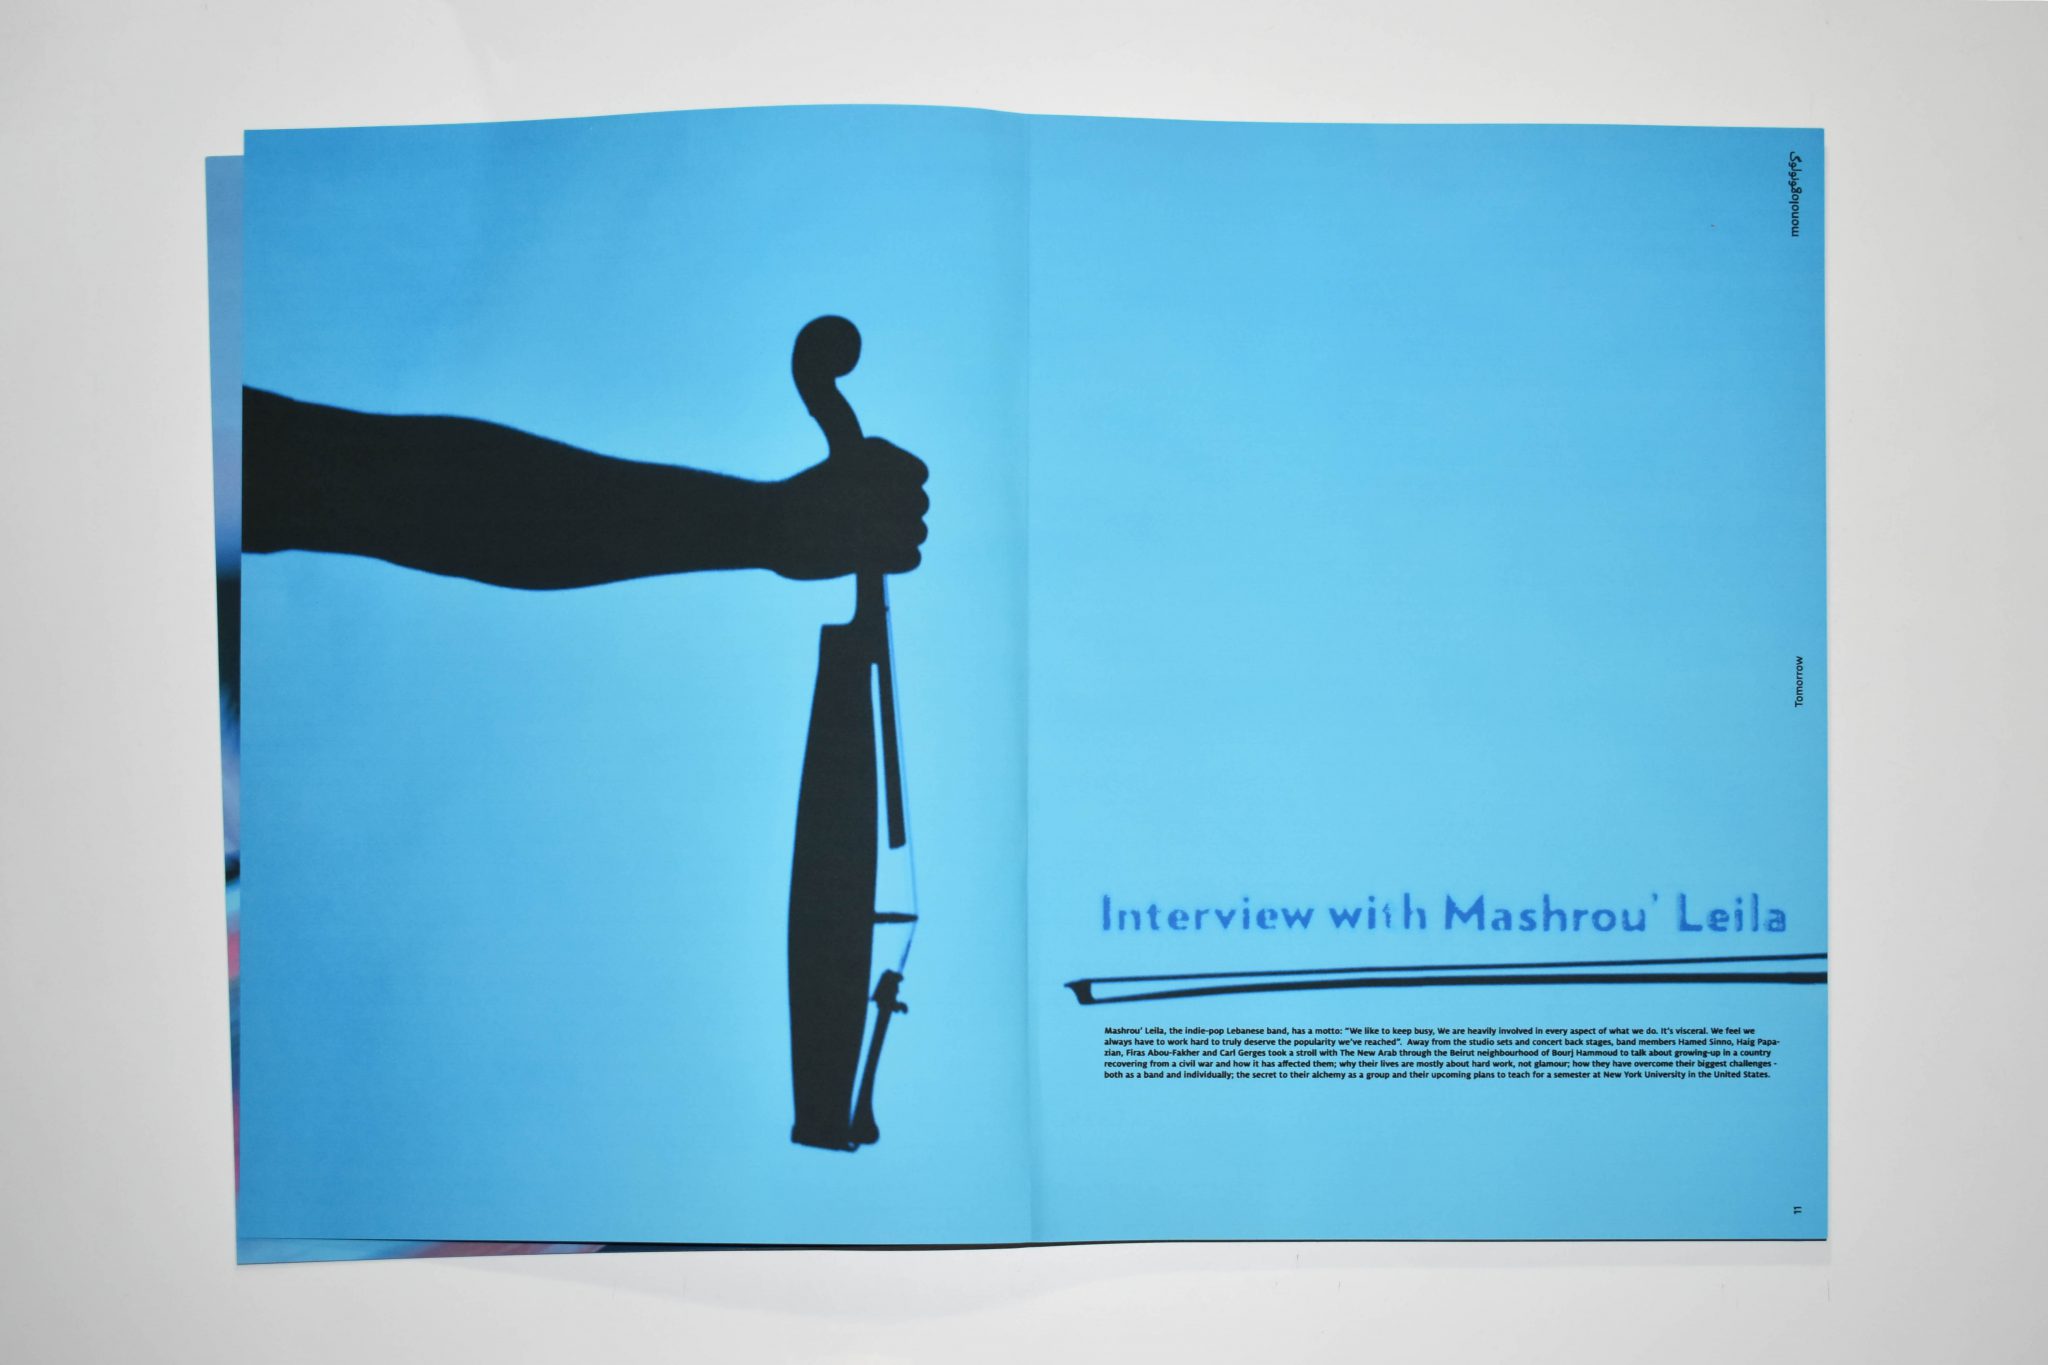 monologg
Tomorrow
Interview with Mashrou' Leila
Mashrou' Leila, the indie-pop Lebanese band, has a motto: "We like to keep busy, We are heavily involved in every aspect of what we do. It's visceral. We feel we
always have to work hard to truly deserve the popularity we've reached". Away from the studio sets and concert back stages, band members Hamed Sinno, Haig Papa-
zian, Firas Abou-Fakher and Carl Gerges took a stroll with The New Arab through the Beirut neighbourhood of Bourj Hammoud to talk about growing-up in a country
recovering from a civil war and how it has affected them; why their lives are mostly about hard work, not glamour; how they have overcome their biggest challenges -
both as a band and individually; the secret to their alchemy as a group and their upcoming plans to teach for a semester at New York University in the United States.
11